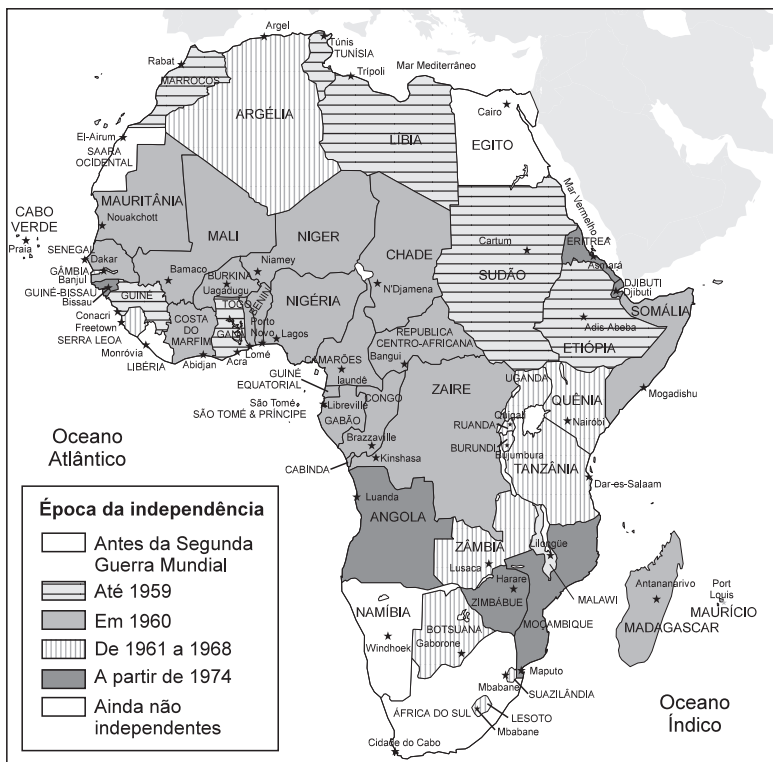 Argel
Túnis
TUNÍSIA
Rabat
MARROCOS
Trípoli
Mar Mediterrâneo
Cairo
ARGÉLIA
LÍBIA
EGITO
El-Airum
SAARA
OCIDENTAL
Mar Vermelho
MAURITÂNIA
Nouakchott
CABO
VERDE
Praia
MALI
NIGER
CHADE
SUDÃO
Cartum
ERITREA
Asmará
SENEGAL
Dakar
GÂMBIA
Banjul
GUINÉ-BISSAU
Bissau
Bamaco
Niamey
BURKINA
Uagadugu
N'Djamena
DJIBUTI
Djibuti
SOMÁLIA
GUINÉ
TOGO
BENIN
NIGÉRIA
Conacri
Freetown
SERRA LEOA
COSTA
DO
MARFIM
GANA
Porto
Novo
Lagos
Adis-Abeba
ETIÓPIA
REPÚBLICA
CENTRO-AFRICANA
Monróvia
LIBÉRIA
Abidjan
Acra
Lomé
CAMARÕES
Iaundé
Bangui
GUINÉ
EQUATORIAL
ZAIRE
UGANDA
QUÊNIA
Mogadishu
São Tomé
SÃO TOMÉ & PRÍNCIPE
Libreville
GABÃO
CONGO
Quigali
RUANDA
Nairóbi
Brazzaville
Kinshasa
BURUNDI
Bujumbura
CABINDA
TANZÂNIA
Dar-es-Salaam
Oceano
Atlântico
Luanda
ANGOLA
ZÂMBIA
Lusaca
Lilongüe
MALAWI
Harare
ZIMBÁBUE
MOÇAMBIQUE
Antananarivo
MADAGASCAR
Port
Louis
MAURÍCIO
NAMÍBIA
Windhoek
BOTSUANA
Gaborone
Maputo
Mbabane
SUAZILÂNDIA
ÁFRICA DO SUL
LESOTO
Mbabane
Cidade do Cabo
Oceano
Índico
Época da independência
Antes da Segunda
Guerra Mundial
Até 1959
Em 1960
De 1961 a 1968
A partir de 1974
Ainda não
independentes